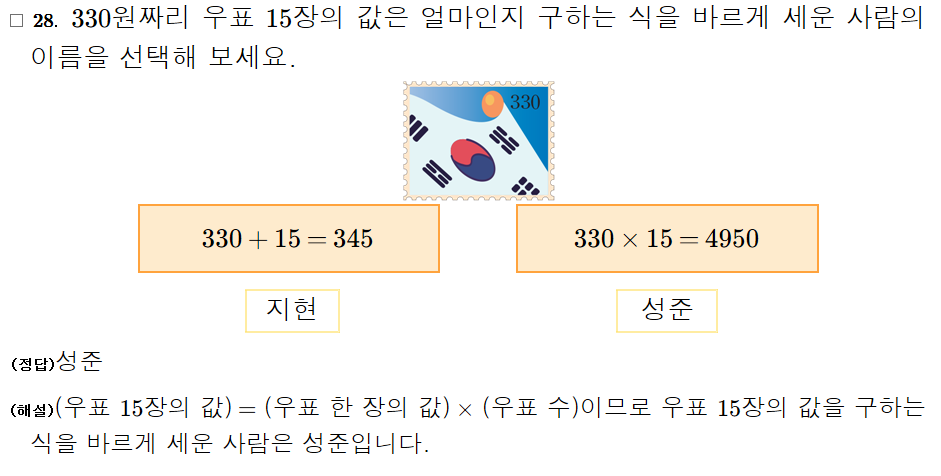 □ 28. 330원짜리 우표 15장의 값은 얼마인지 구하는 식을 바르게 세운 사람의
이름을 선택해 보세요.
330
330 + 15 = 345
330 × 15 = 4950
지현
성준
(정답)성준
(해설)(우표 15장의 값) = (우표 한 장의 값) × (우표 수)이므로 우표 15장의 값을 구하는
식을 바르게 세운 사람은 성준입니다.